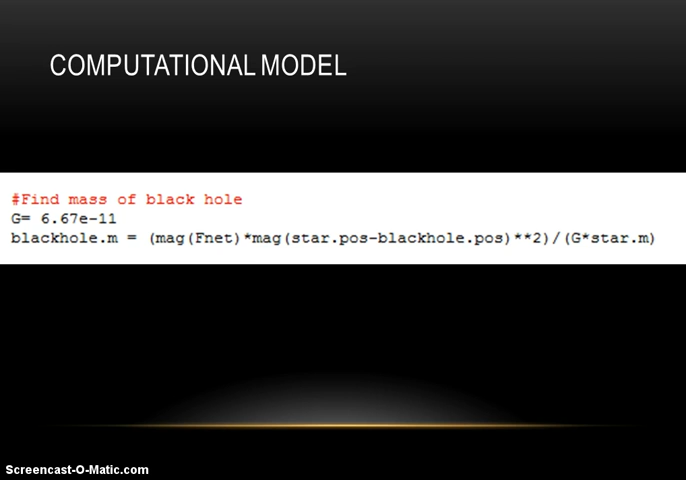 COMPUTATIONAL MODEL
#Find mass of black hole
G= 6.67e-11
blackhole.m = (mag(Fnet)*mag(star.pos-blackhole.pos)**2)/(G*star.m)
Screencast-O-Matic.com